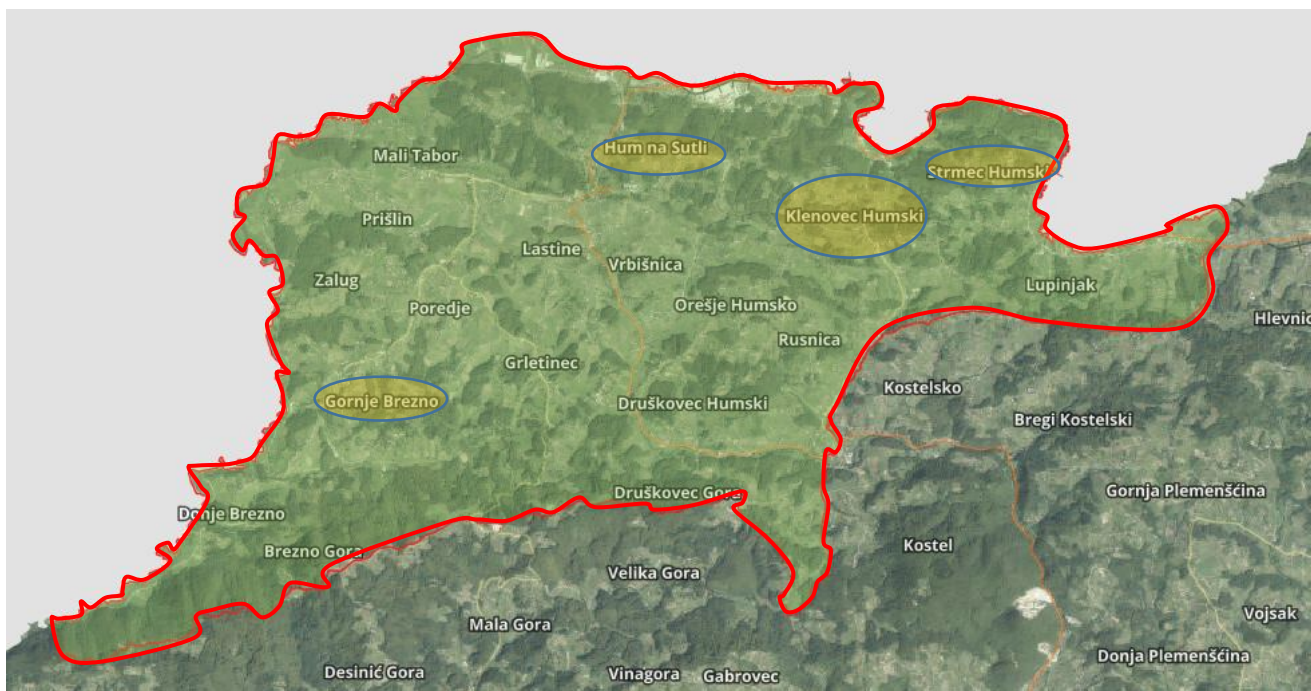 Hum na Sutli
Mali Tabor
Strmec Humski
Klenovec Humski
Prišlin
Lastine
Vrbišnica
Zalug
Lupinjak
Poredje
Orešje Humsko
Hlevnic
Rusnica
Grletinec
Kostelsko
Gornje Brezno
Druškovec Humski
Bregi Kostelski
Druškovec Gora
Gornja Plemenšćina
Donje Brezno
Brezno Gora
Kostel
Velika Gora
Vojsak
Mala Gora
Donja Plemenšćina
Desinić Gora
Vinagora
Gabrovec